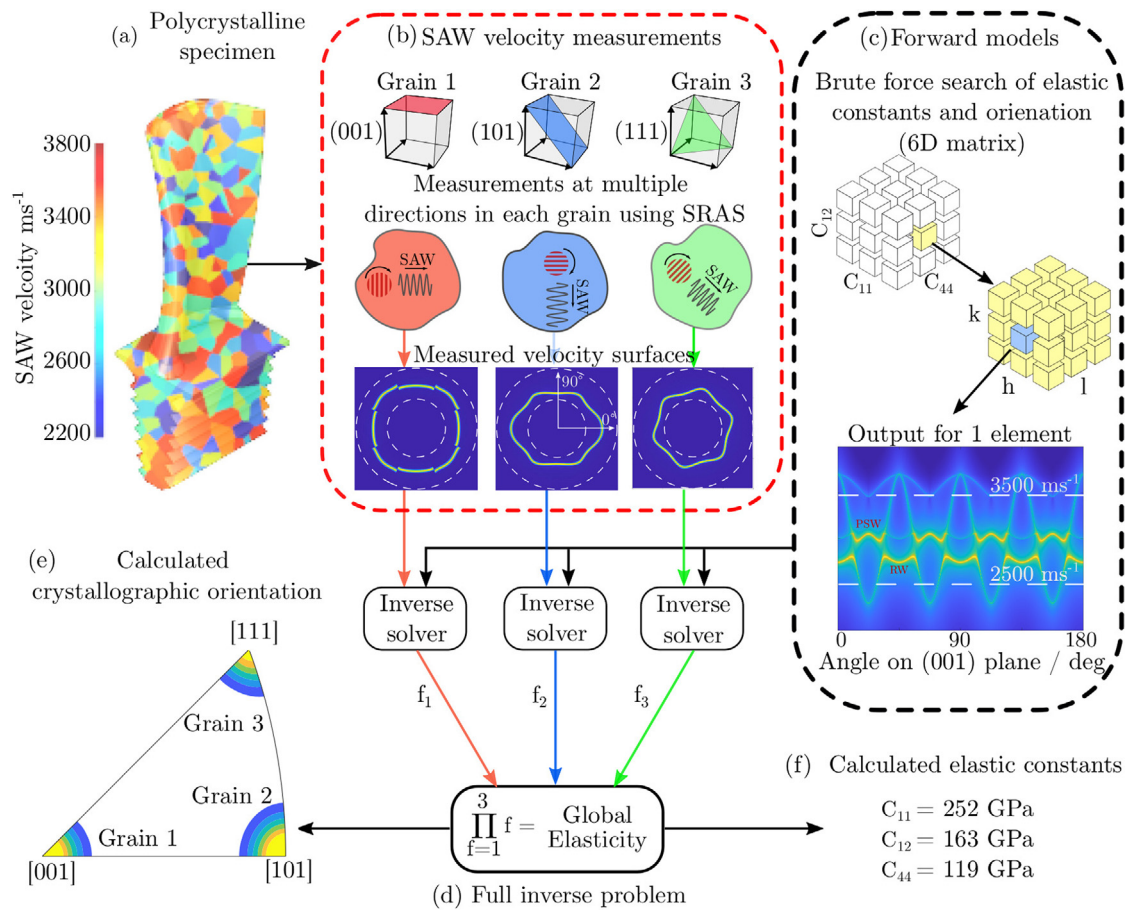 (a) Polycrystalline
specimen
SAW velcoity ms-1
3800
3400
3000
2600
2200
(b) SAW velocity measurements
Grain 1
Grain 2
Grain 3
(001)
(101)
(111)
Measurements at multiple
directions in each grain using SRAS
SAW
SAW
SAW
Measured velocity surfaces
90°
0°
(c) Forward models
Brute force search of elastic
constants and orienation
(6D matrix)
C12
C11
C44
k
h
l
Output for 1 element
3500 ms-1
PSW
RW
2500 ms-1
0
90
180
Angle on (001) plane / deg
Inverse
solver
Inverse
solver
Inverse
solver
f1
f2
f3
3
∏ f = Global
Elasticity
f=1
(d) Full inverse problem
(e) Calculated
crystallographic orientation
[111]
Grain 3
Grain 2
Grain 1
[001]
[101]
(f) Calculated elastic constants
C11 = 252 GPa
C12 = 163 GPa
C44 = 119 GPa